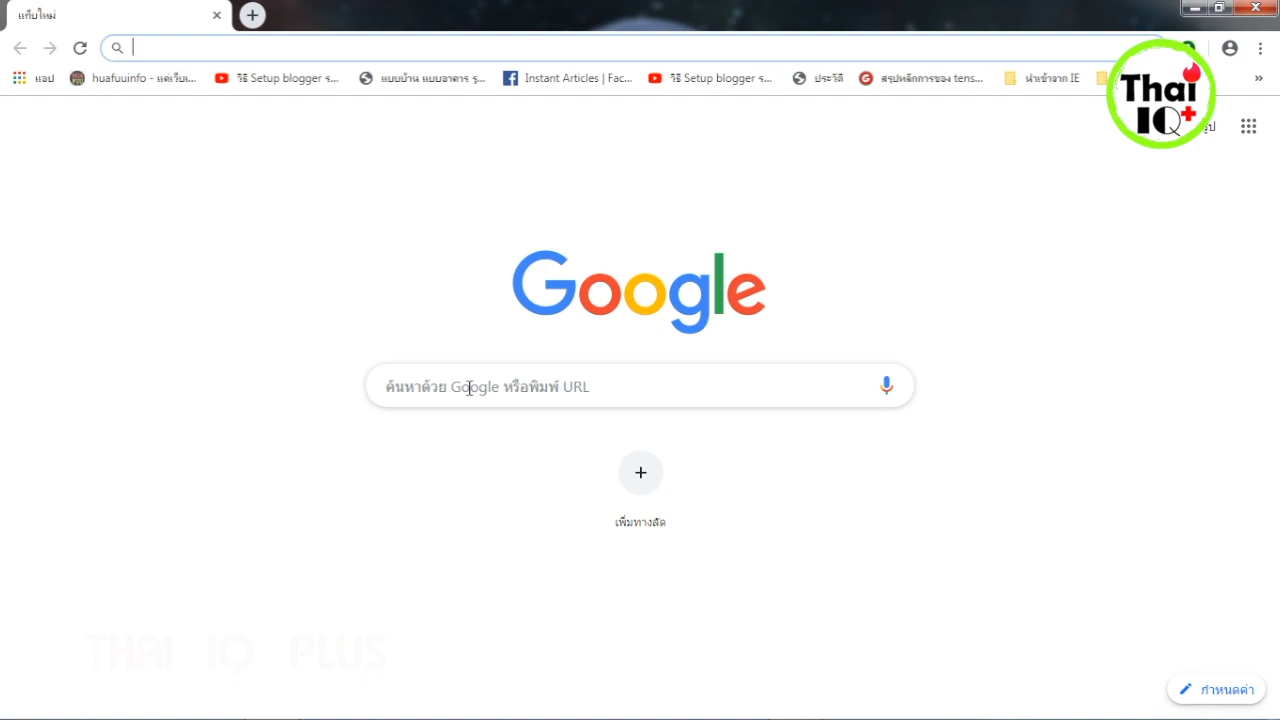 แท็บใหม่
แอป
huafuuinfo - แต่งเว็บ...
วิธี Setup blogger ร...
แบบบ้าน แบบอาคาร รู...
Instant Articles | Fac...
วิธี Setup blogger ร...
ประวัติ
สรุปหลักการของ tens...
นำเข้าจาก IE
»
Thai
IQ+
รูป
Google
ค้นหาด้วย Google หรือพิมพ์ URL
เพิ่มทางลัด
THAI IQ PLUS
กำหนดค่า